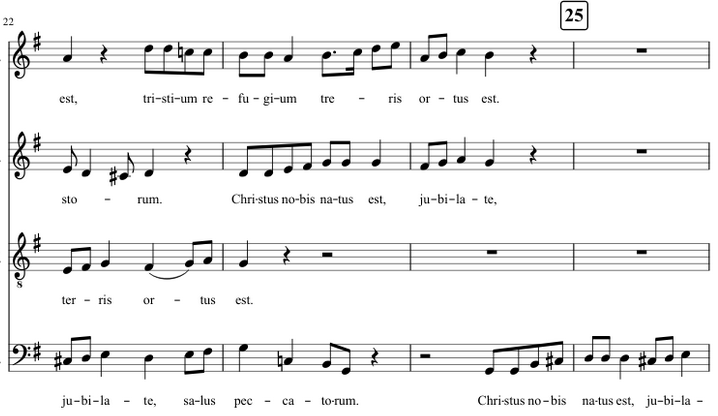 25
22
est, tri-sti-um re-fu-gi-um tre - ris or-tus est.
sto - rum. Chri-stus no-bis na-tus est, ju-bi-la-te,
8
ter-ris or - tus est.
ju-bi-la-te, sa-lus pec-ca-to-rum. Chri-stus no-bis na-tus est, ju-bi-la-